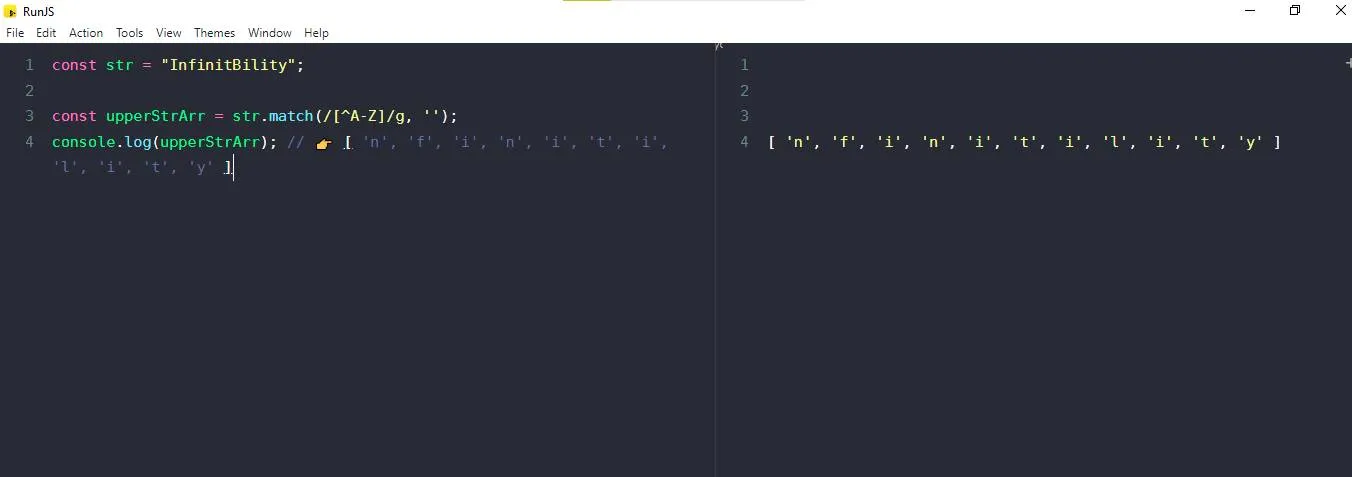 RunJS
File Edit Action Tools View Themes Window Help
1 const str = "InfinitBility";
2
3 const upperStrArr = str.match(/[^A-Z]/g, '');
4 console.log(upperStrArr); // 👉 [ 'n', 'f', 'i', 'n', 'i', 't', 'i',
'l', 'i', 't', 'y' ]
1
2
3
4 [ 'n', 'f', 'i', 'n', 'i', 't', 'i', 'l', 'i', 't', 'y' ]